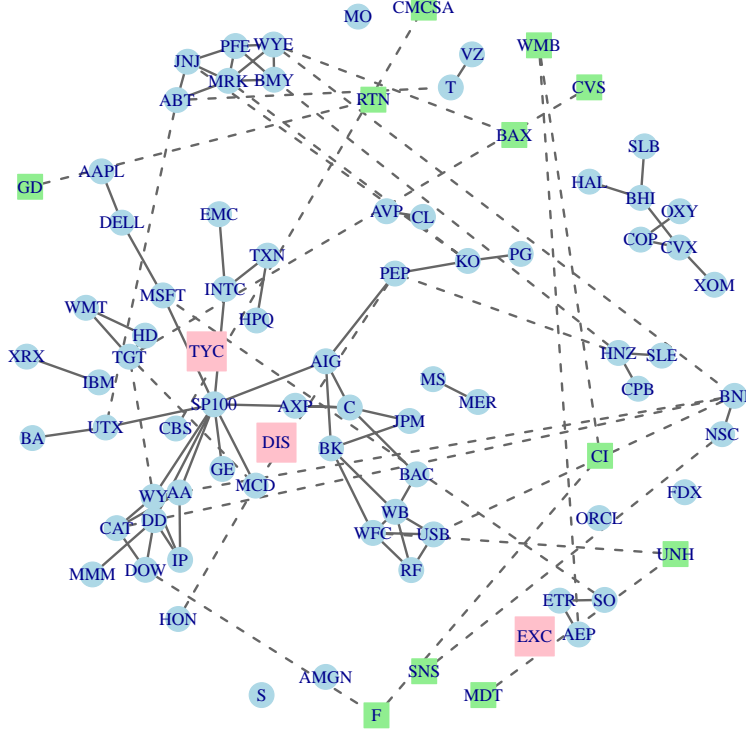 CMCSA
MO
PFE
WYE
WMB
VZ
JNJ
MRK
BMY
T
CVS
ABT
RTN
BAX
SLB
AAPL
GD
HAL
BHI
EMC
AVP
CL
OXY
DELL
COP
CVX
TXN
KO
PG
PEP
MSFT
INTC
XOM
WMT
HPQ
HD
TYC
XRX
TGT
AIG
HNZ
SLE
IBM
MS
CPB
SP100
AXP
C
MER
BNI
BA
UTX
CBS
JPM
NSC
DIS
BK
CI
GE
MCD
BAC
FDX
WY
AA
CAT
DD
WB
ORCL
WFC
USB
UNH
MMM
DOW
IP
RF
ETR
SO
HON
EXC
AEP
SNS
AMGN
S
MDT
F